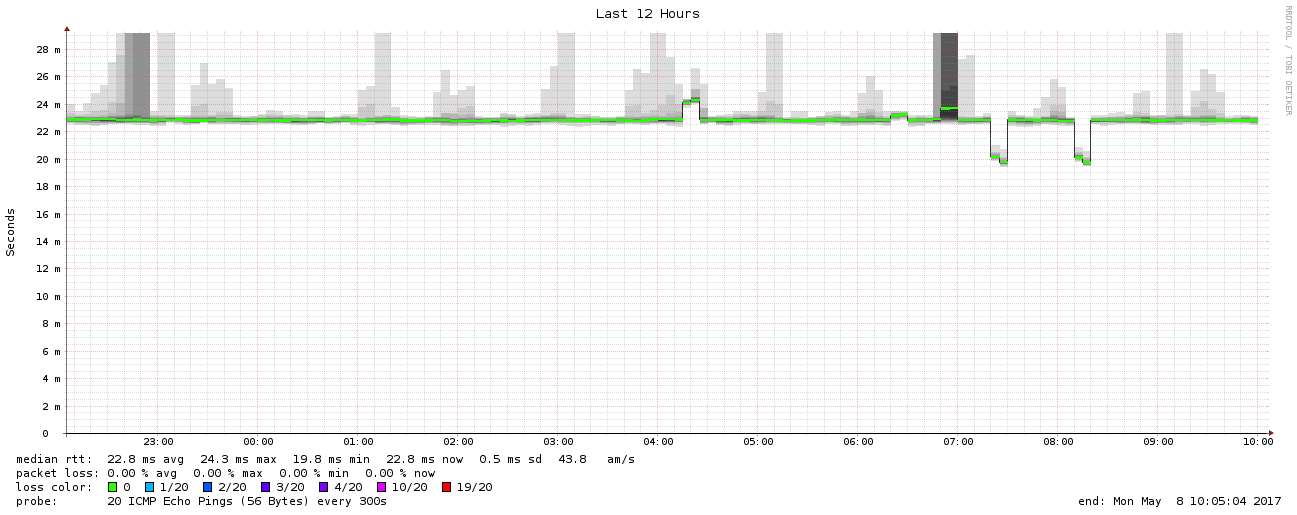 Last 12 Hours
RRDTOOL / TOBI OETIKER
Seconds
28 m
26 m
24 m
22 m
20 m
18 m
16 m
14 m
12 m
10 m
8 m
6 m
4 m
2 m
0
23:00 00:00 01:00 02:00 03:00 04:00 05:00 06:00 07:00 08:00 09:00 10:00
median rtt: 22.8 ms avg 24.3 ms max 19.8 ms min 22.8 ms now 0.5 ms sd 43.8 am/s
packet loss: 0.00 % avg 0.00 % max 0.00 % min 0.00 % now
loss color: 0 1/20 2/20 3/20 4/20 10/20 19/20
probe: 20 ICMP Echo Pings (56 Bytes) every 300s end: Mon May 8 10:05:04 2017